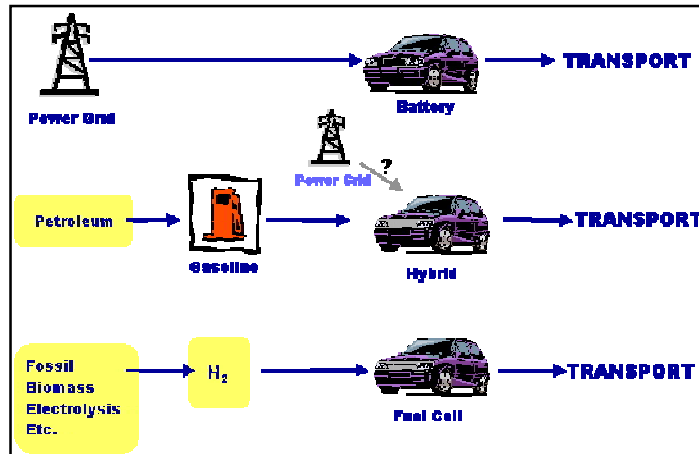 TRANSPORT
Power Grid
Battery
?
Power Grid
Petroleum
TRANSPORT
Gasoline
Hybrid
Fossil
Biomass
Electrolysis
Etc.
H₂
TRANSPORT
Fuel Cell